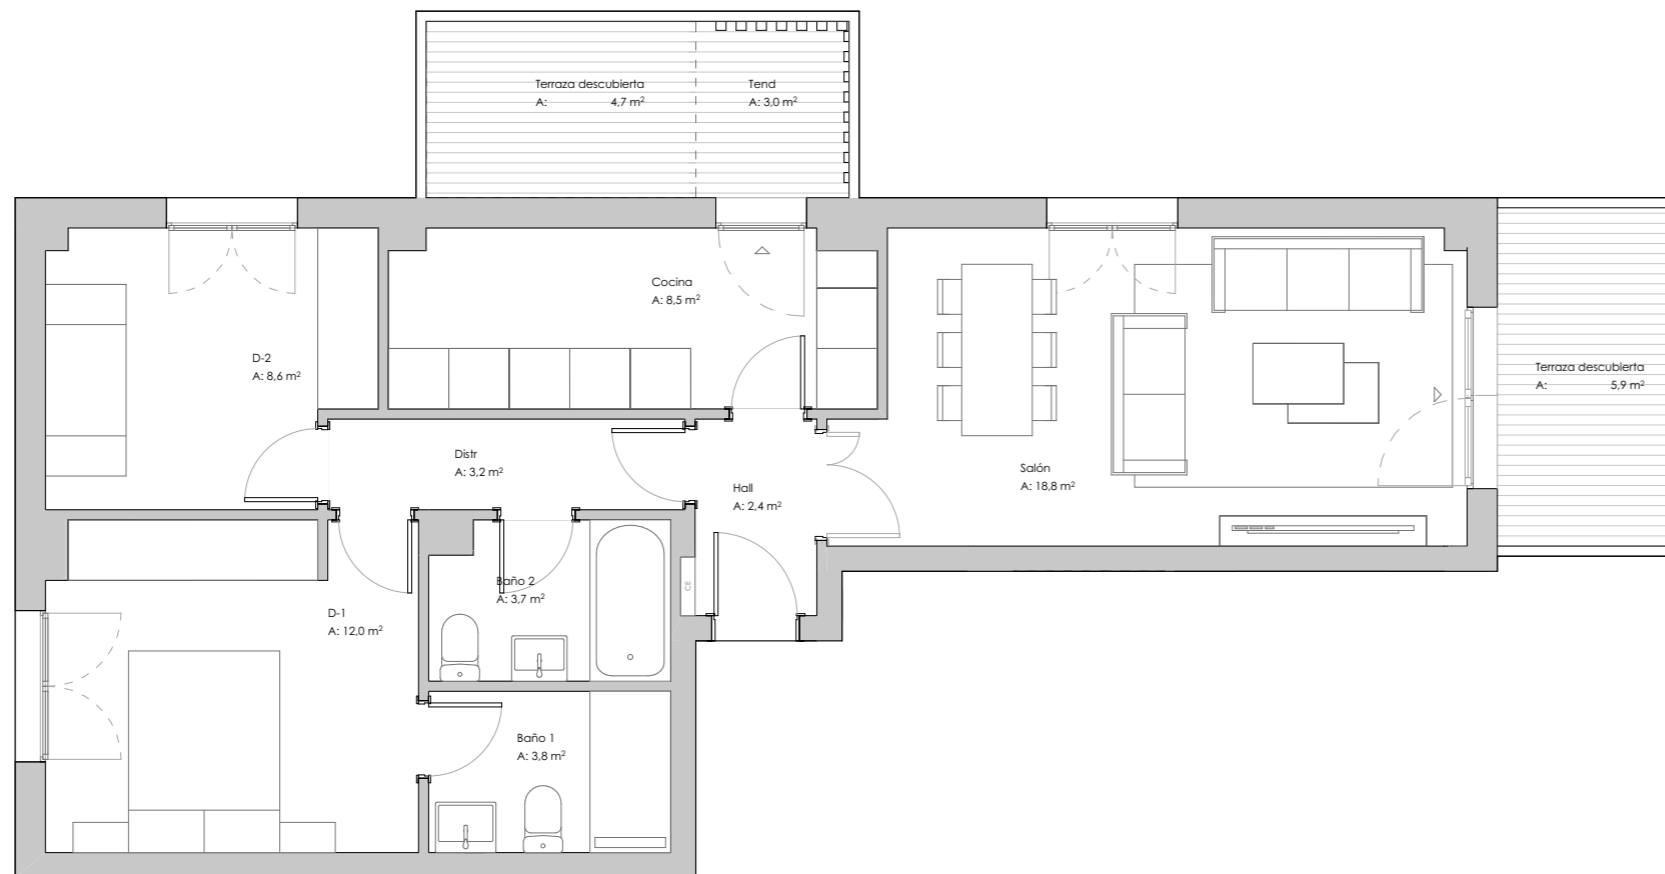 Terraza descubierta
A: 4,7 m²
Tend
A: 3,0 m²
Cocina
A: 8,5 m²
D-2
A: 8,6 m²
Terraza descubierta
A: 5,9 m²
Distr
A: 3,2 m²
Salón
A: 18,8 m²
Hall
A: 2,4 m²
CE
Baño 2
A: 3,7 m²
D-1
A: 12,0 m²
Baño 1
A: 3,8 m²